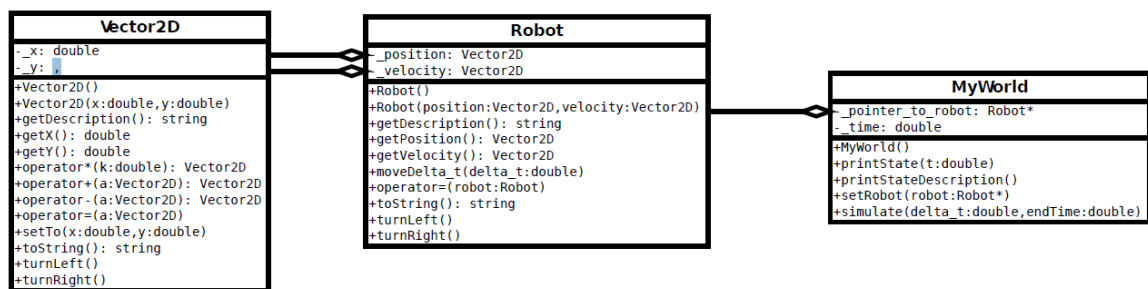 Vector2D
-_x: double
-_y: ,
+Vector2D()
+Vector2D(x:double,y:double)
+getDescription(): string
+getX(): double
+getY(): double
+operator*(k:double): Vector2D
+operator+(a:Vector2D): Vector2D
+operator-(a:Vector2D): Vector2D
+operator=(a:Vector2D)
+setTo(x:double,y:double)
+toString(): string
+turnLeft()
+turnRight()
Robot
-_position: Vector2D
-_velocity: Vector2D
+Robot()
+Robot(position:Vector2D,velocity:Vector2D)
+getDescription(): string
+getPosition(): Vector2D
+getVelocity(): Vector2D
+moveDelta_t(delta_t:double)
+operator=(robot:Robot)
+toString(): string
+turnLeft()
+turnRight()
MyWorld
-_pointer_to_robot: Robot*
-_time: double
+MyWorld()
+printState(t:double)
+printStateDescription()
+setRobot(robot:Robot*)
+simulate(delta_t:double,endTime:double)